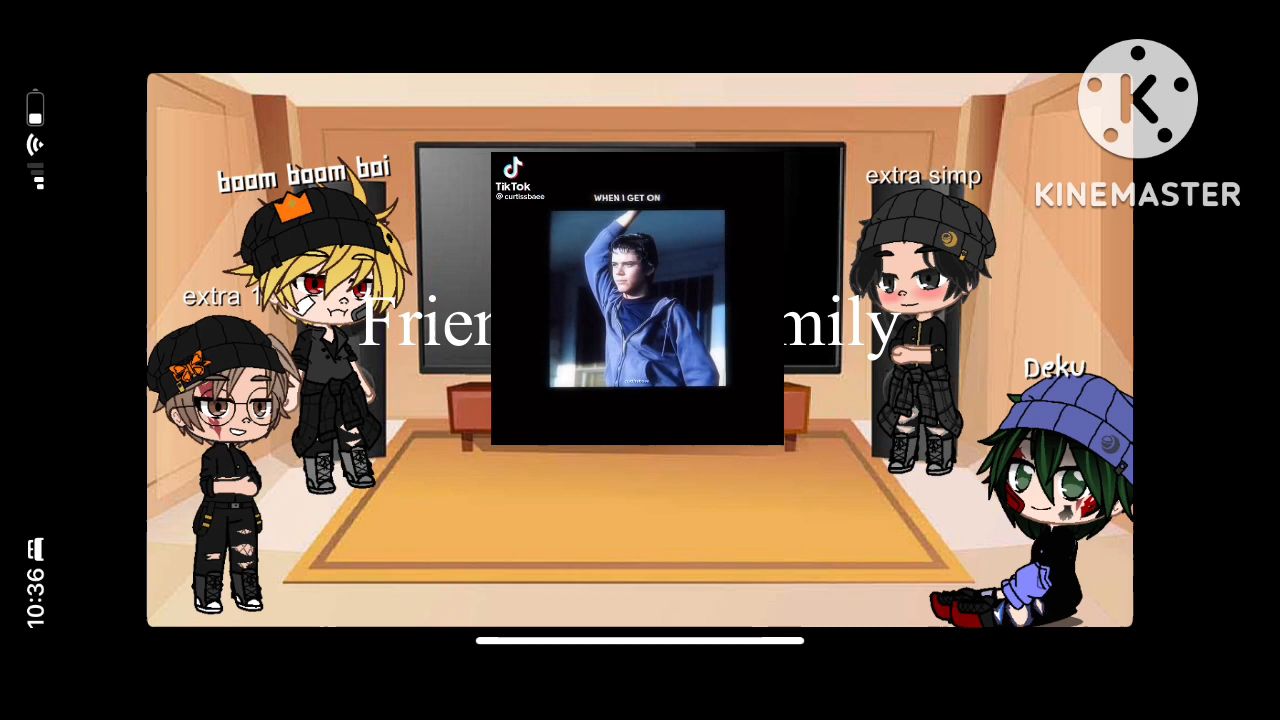 boom boom boi
extra simp
KINEMASTER
TikTok
@ curtissbaee
WHEN I GET ON
extra 1
Frien mily
Deku
10:36